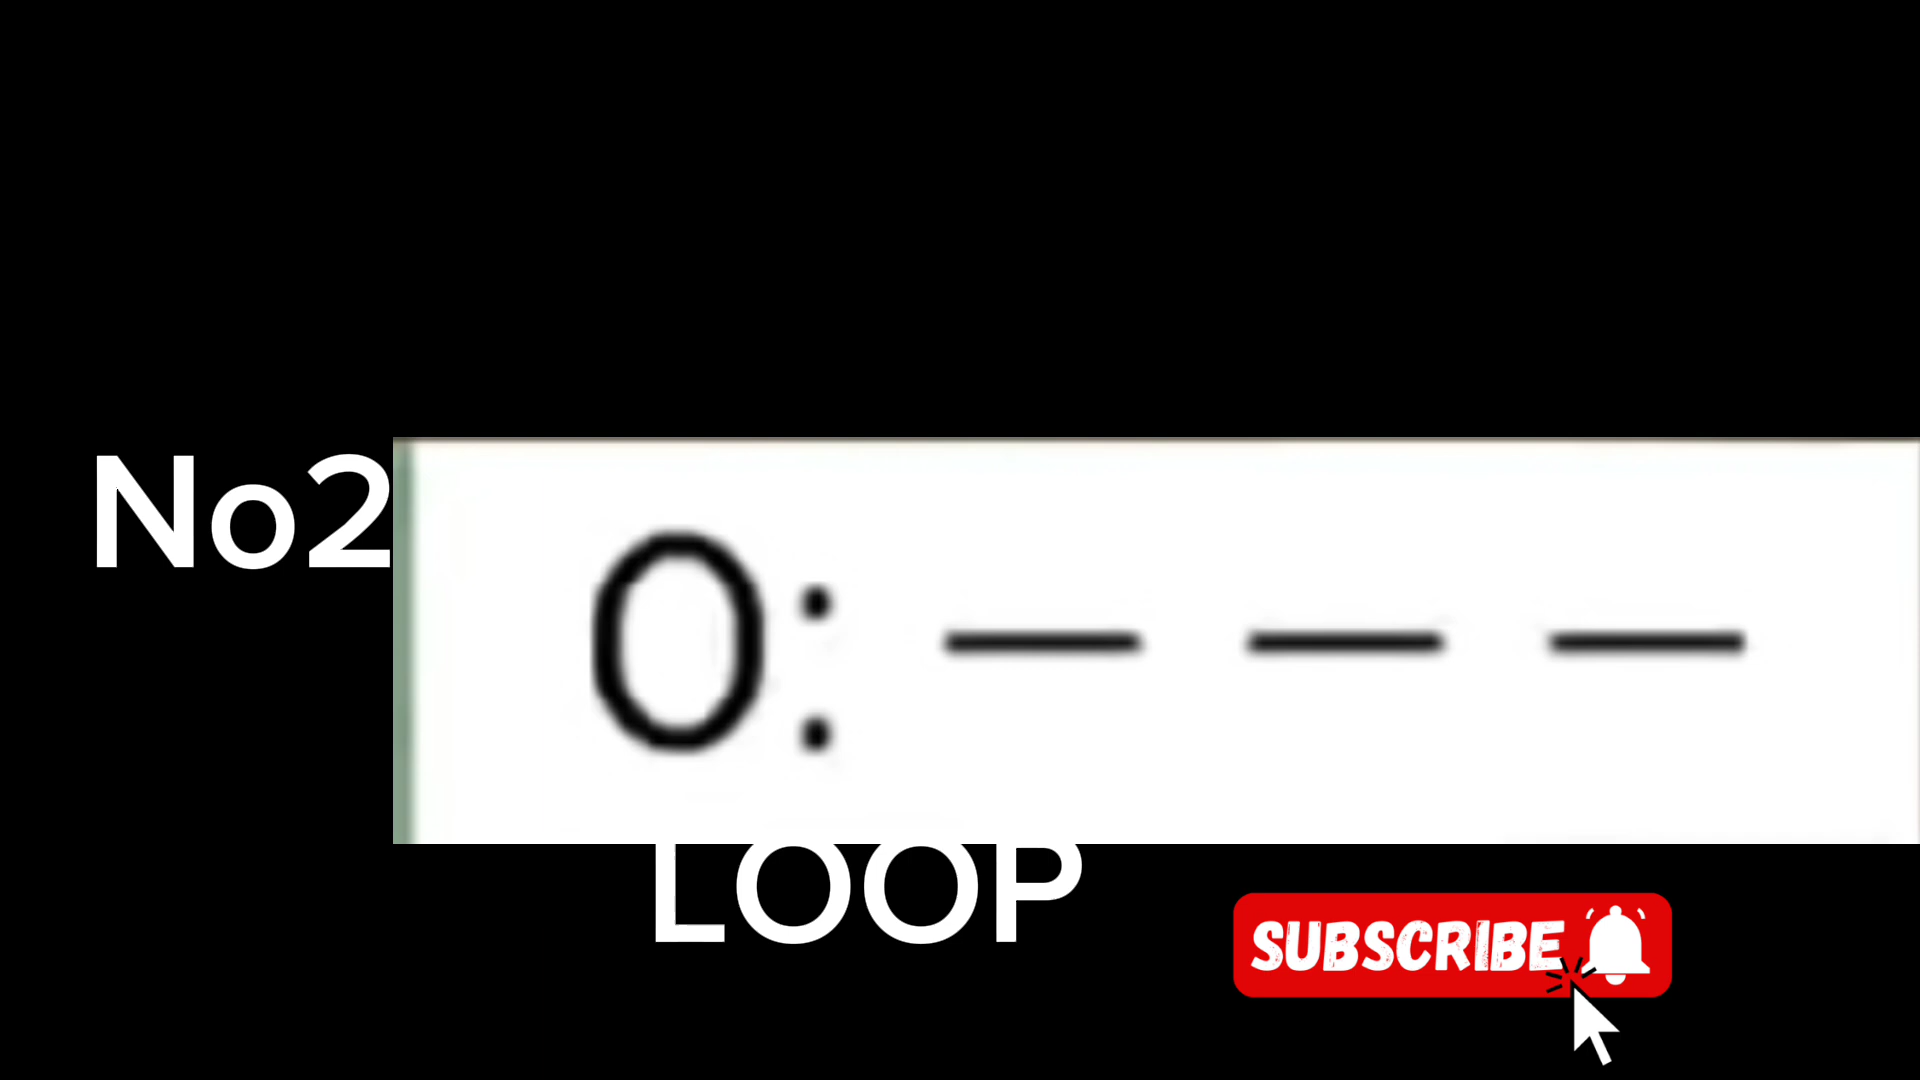 No2
O: — — —
LOOP
SUBSCRIBE